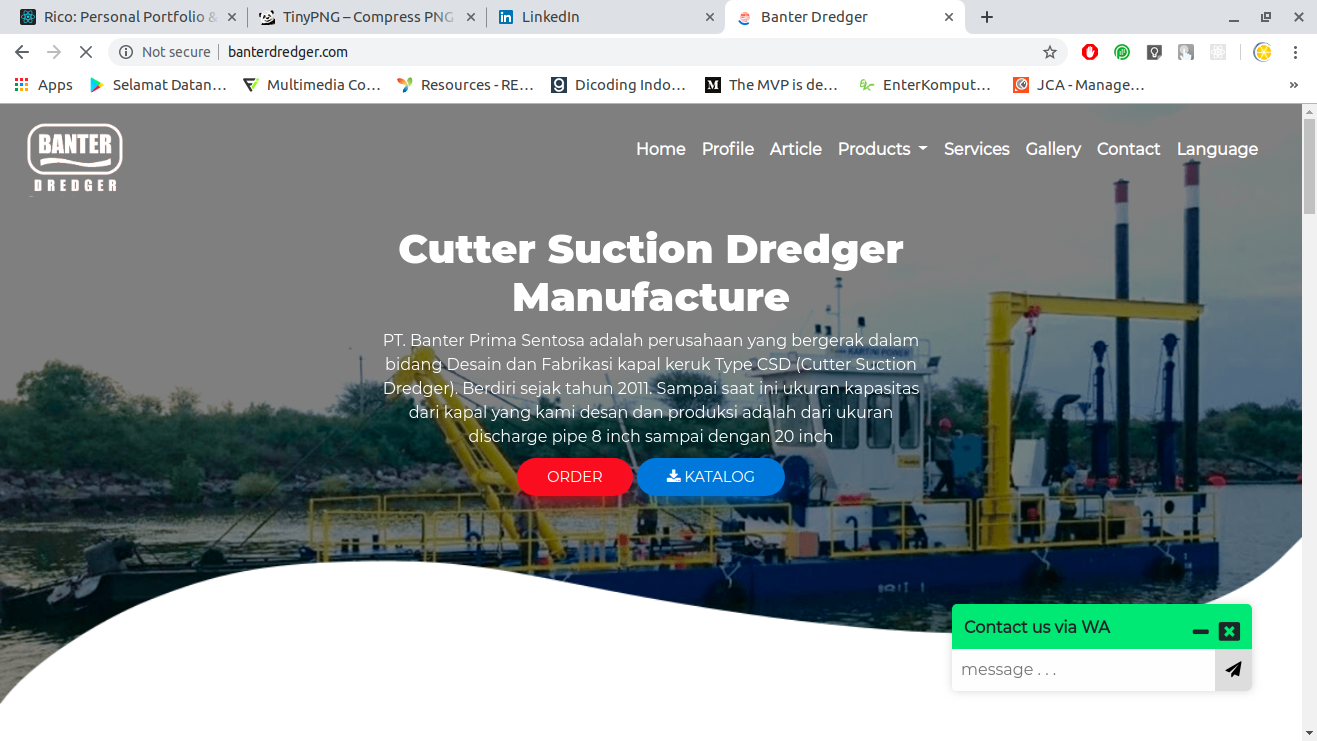 Rico: Personal Portfolio &
TinyPNG – Compress PNG
LinkedIn
Banter Dredger
Not secure
banterdredger.com
Apps
Selamat Datan...
Multimedia Co...
Resources - RE...
Dicoding Indo...
The MVP is de...
EnterKomput...
JCA - Manage...
»
BANTER
DREDGER
Home
Profile
Article
Products
Services
Gallery
Contact
Language
Cutter Suction Dredger
Manufacture
PT. Banter Prima Sentosa adalah perusahaan yang bergerak dalam
bidang Desain dan Fabrikasi kapal keruk Type CSD (Cutter Suction
Dredger). Berdiri sejak tahun 2011. Sampai saat ini ukuran kapasitas
dari kapal yang kami desan dan produksi adalah dari ukuran
discharge pipe 8 inch sampai dengan 20 inch
ORDER
KATALOG
Contact us via WA
message . . .